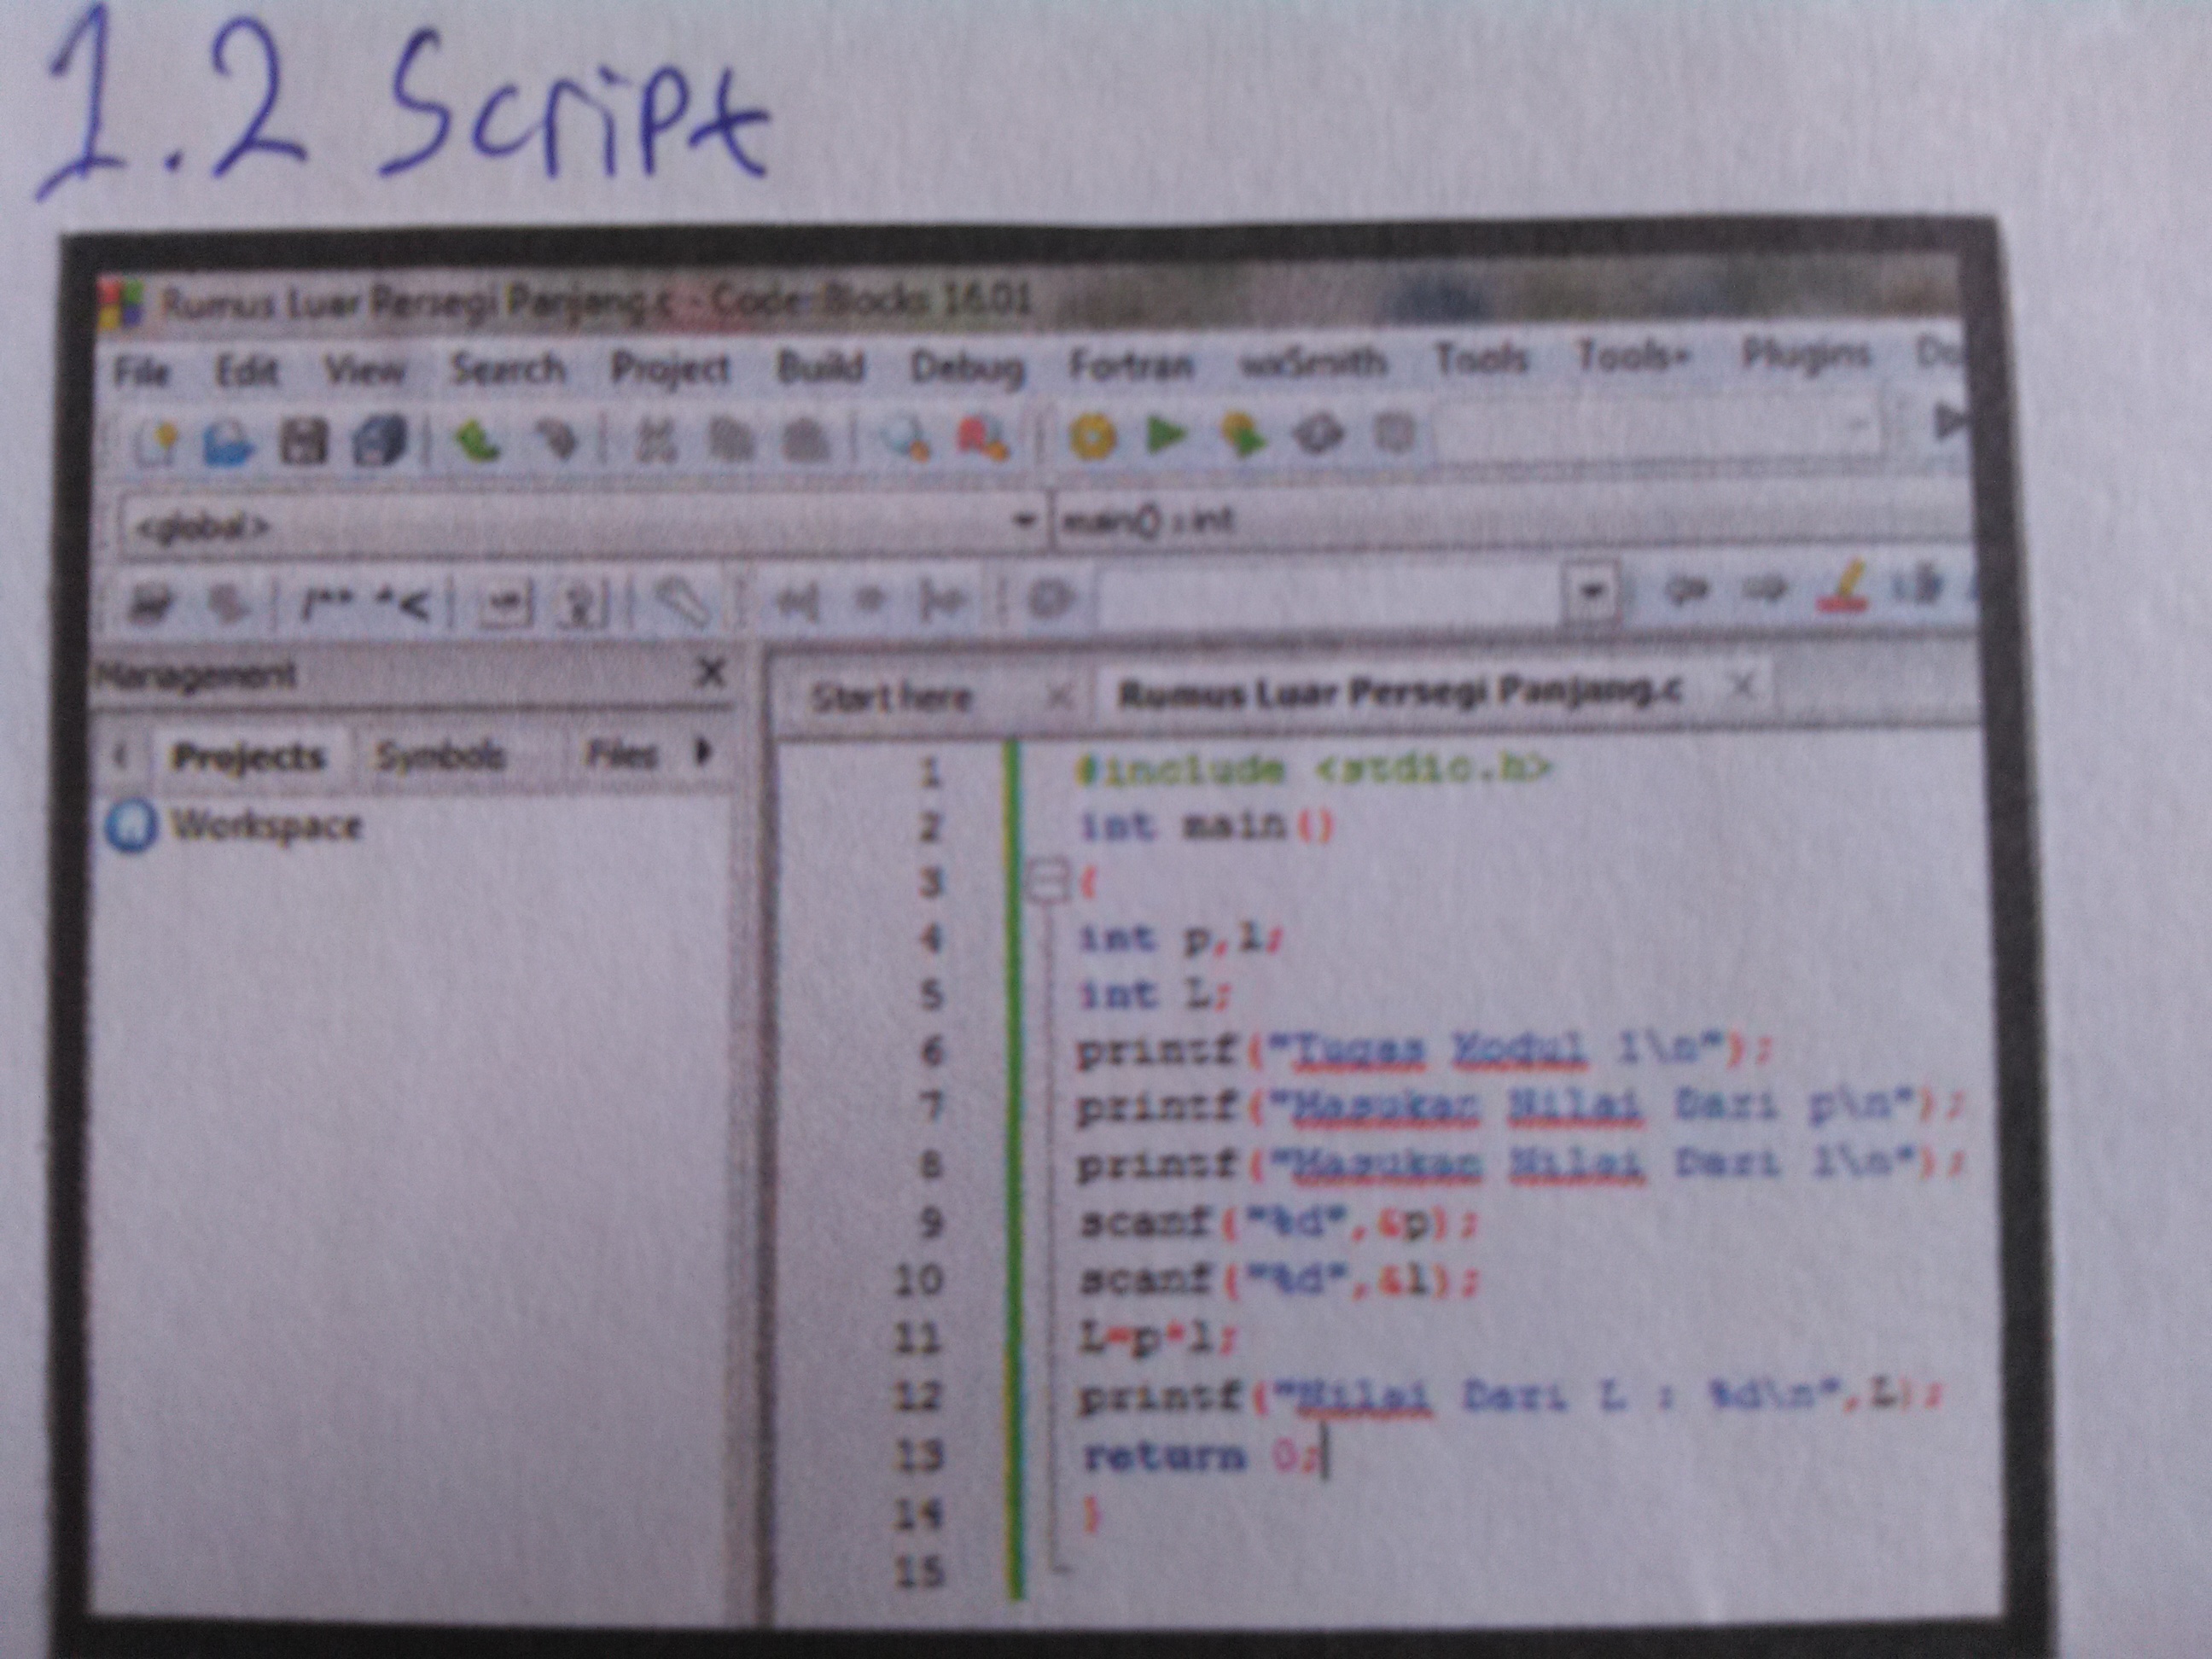 1.2 Script
Rumus Luar Persegi Panjang.c - Code::Blocks 16.01
File Edit View Search Project Build Debug Fortran wxSmith Tools Tools+ Plugins Do
<global> main() : int
/** *<
Management
Projects Symbols Files
Workspace
Start here Rumus Luar Persegi Panjang.c
1 #include <stdio.h>
2 int main()
3 {
4 int p,l;
5 int L;
6 printf("Tugas Modul 1\n");
7 printf("Masukan Nilai Dari p\n");
8 printf("Masukan Nilai Dari l\n");
9 scanf("%d",&p);
10 scanf("%d",&l);
11 L=p*l;
12 printf("Nilai Dari L : %d\n",L);
13 return 0;
14 }
15